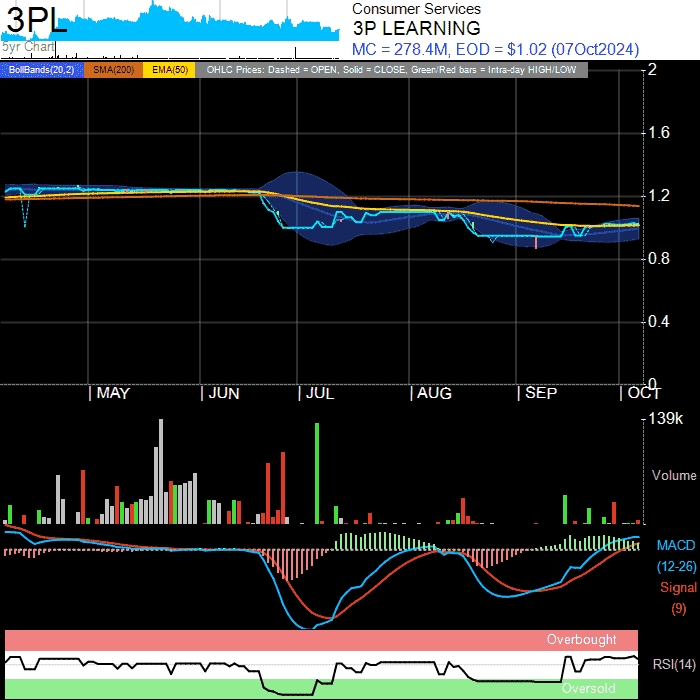 3PL
5yr Chart
Consumer Services
3P LEARNING
MC = 278.4M, EOD = $1.02 (07Oct2024)
BollBands(20,2) SMA(200) EMA(50) OHLC Prices: Dashed = OPEN, Solid = CLOSE, Green/Red bars = Intra-day HIGH/LOW
2
1.6
1.2
0.8
0.4
0
| MAY | JUN | JUL | AUG | SEP | OCT
139k
Volume
MACD
(12-26)
Signal
(9)
Overbought
RSI(14)
Oversold